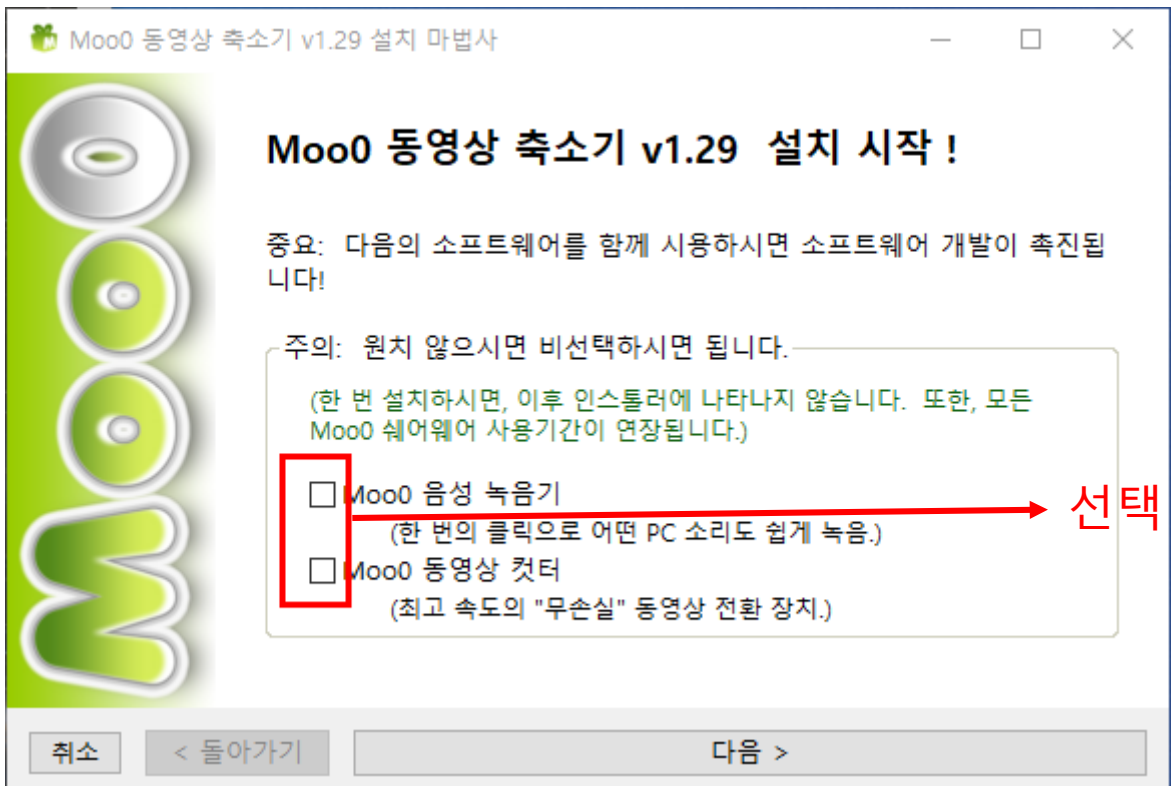 Moo0 동영상 축소기 v1.29 설치 마법사
Moo0
Moo0 동영상 축소기 v1.29 설치 시작 !
중요: 다음의 소프트웨어를 함께 시용하시면 소프트웨어 개발이 촉진됩
니다!
주의: 원치 않으시면 비선택하시면 됩니다.
(한 번 설치하시면, 이후 인스톨러에 나타나지 않습니다. 또한, 모든
Moo0 쉐어웨어 사용기간이 연장됩니다.)
Moo0 음성 녹음기
(한 번의 클릭으로 어떤 PC 소리도 쉽게 녹음.)
선택
Moo0 동영상 컷터
(최고 속도의 "무손실" 동영상 전환 장치.)
취소
< 돌아가기
다음 >